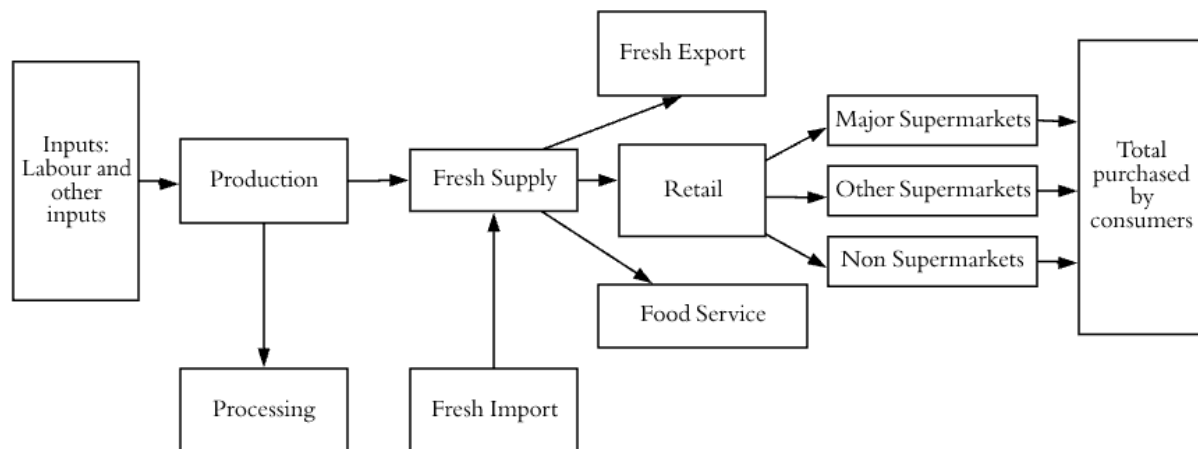 Inputs:
Labour and
other
inputs
Production
Processing
Fresh Supply
Fresh Import
Fresh Export
Retail
Food Service
Major Supermarkets
Other Supermarkets
Non Supermarkets
Total
purchased
by
consumers